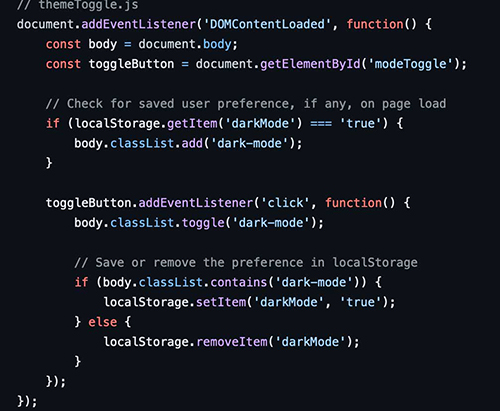 // themeToggle.js
document.addEventListener('DOMContentLoaded', function() {
    const body = document.body;
    const toggleButton = document.getElementById('modeToggle');

    // Check for saved user preference, if any, on page load
    if (localStorage.getItem('darkMode') === 'true') {
        body.classList.add('dark-mode');
    }

    toggleButton.addEventListener('click', function() {
        body.classList.toggle('dark-mode');

        // Save or remove the preference in localStorage
        if (body.classList.contains('dark-mode')) {
            localStorage.setItem('darkMode', 'true');
        } else {
            localStorage.removeItem('darkMode');
        }
    });
});